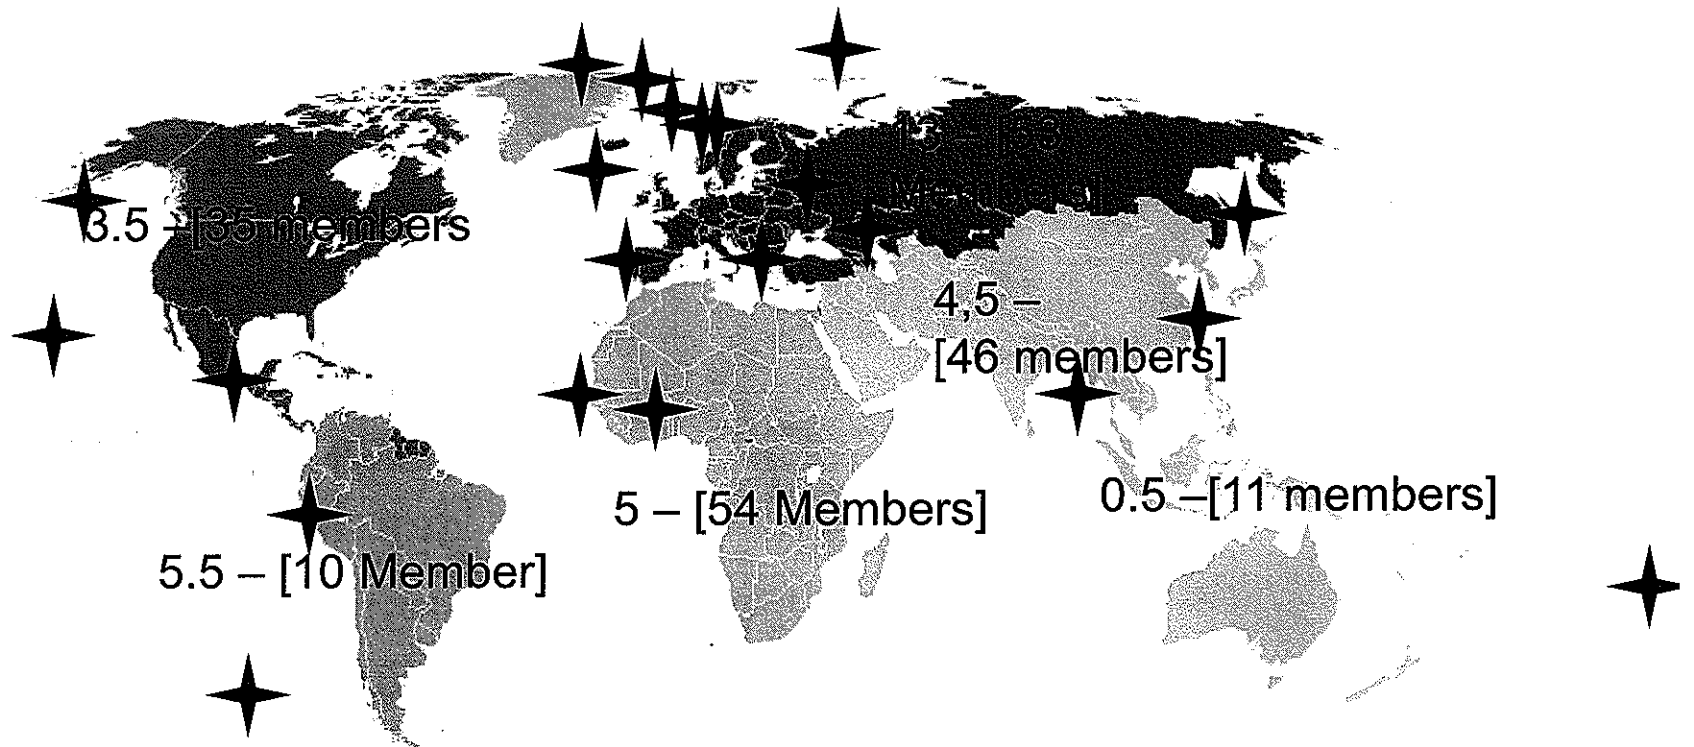 13 – [53
Members]
3.5 –[35 members
4,5 –
[46 members]
0.5 –[11 members]
5 – [54 Members]
5.5 – [10 Member]